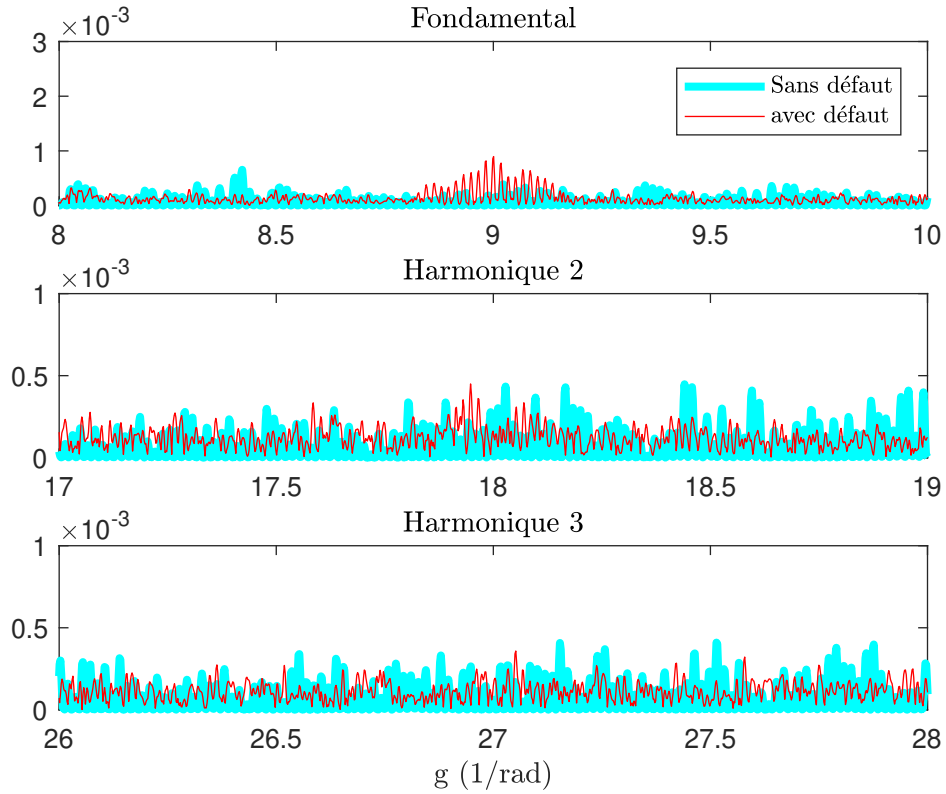 Fondamental
×10-3
3
2
1
0
Sans défaut
avec défaut
8 8.5 9 9.5 10
Harmonique 2
×10-3
1
0.5
0
17 17.5 18 18.5 19
Harmonique 3
×10-3
1
0.5
0
26 26.5 27 27.5 28
g (1/rad)